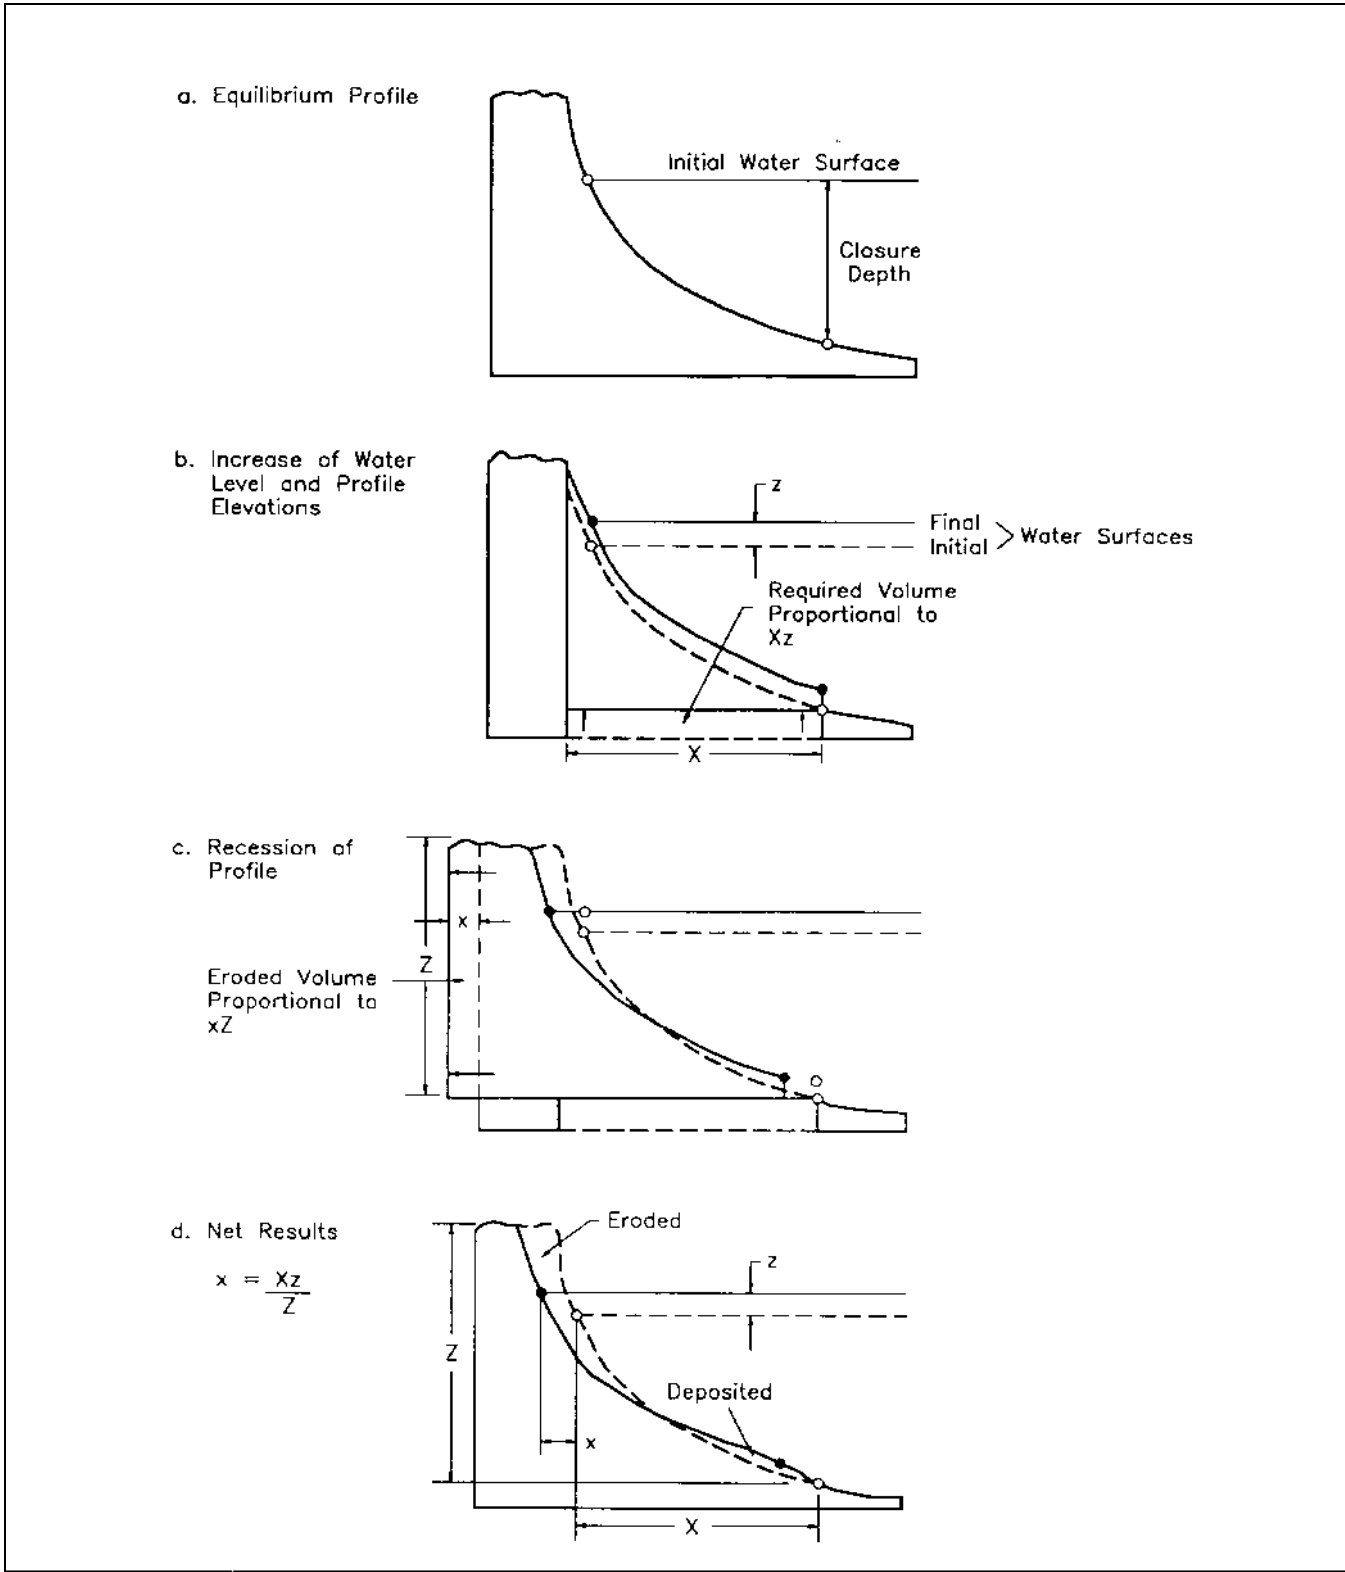 a. Equilibrium Profile
Initial Water Surface
Closure
Depth
b. Increase of Water
Level and Profile
Elevations
z
Final
Initial
Water Surfaces
Required Volume
Proportional to
Xz
X
c. Recession of
Profile
x
Z
Eroded Volume
Proportional to
xZ
d. Net Results
x = Xz
Z
Eroded
z
Z
Deposited
x
X